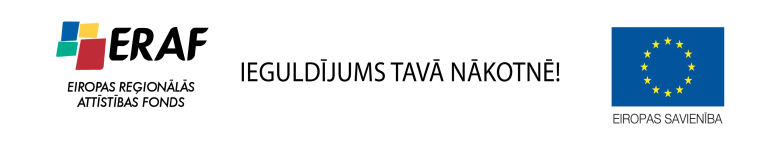 ERAF
EIROPAS REĢIONĀLĀS
ATTĪSTĪBAS FONDS
IEGULDĪJUMS TAVĀ NĀKOTNĒ!
EIROPAS SAVIENĪBA